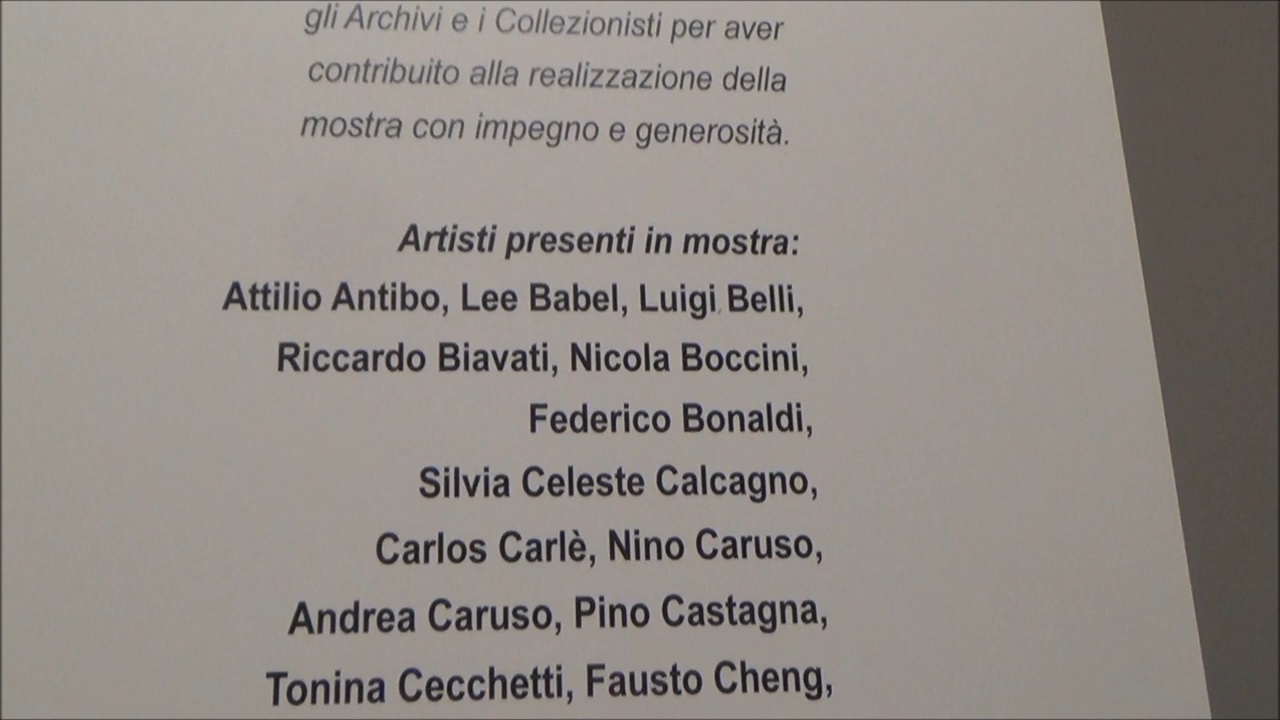 gli Archivi e i Collezionisti per aver
contribuito alla realizzazione della
mostra con impegno e generosità.
Artisti presenti in mostra:
Attilio Antibo, Lee Babel, Luigi Belli,
Riccardo Biavati, Nicola Boccini,
Federico Bonaldi,
Silvia Celeste Calcagno,
Carlos Carlè, Nino Caruso,
Andrea Caruso, Pino Castagna,
Tonina Cecchetti, Fausto Cheng,